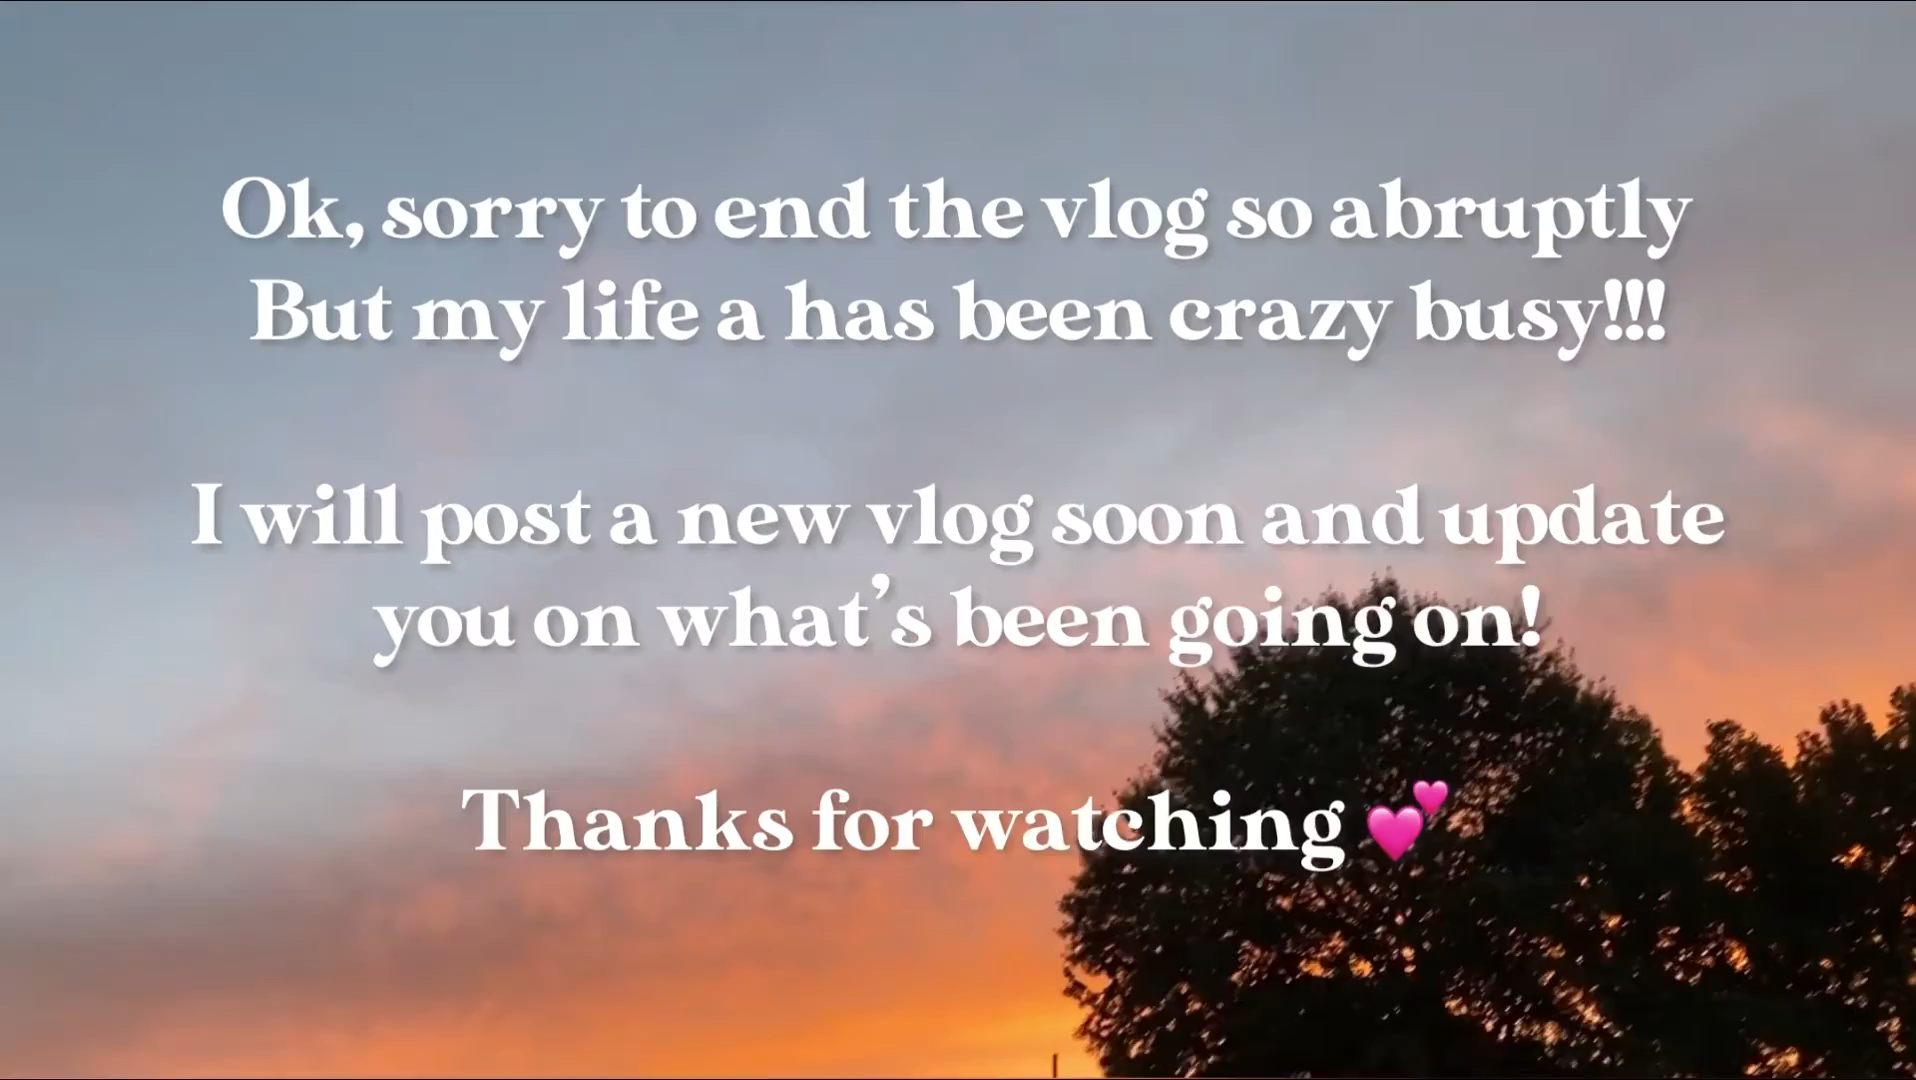 Ok, sorry to end the vlog so abruptly
But my life a has been crazy busy!!!
I will post a new vlog soon and update
you on what’s been going on!
Thanks for watching 💕